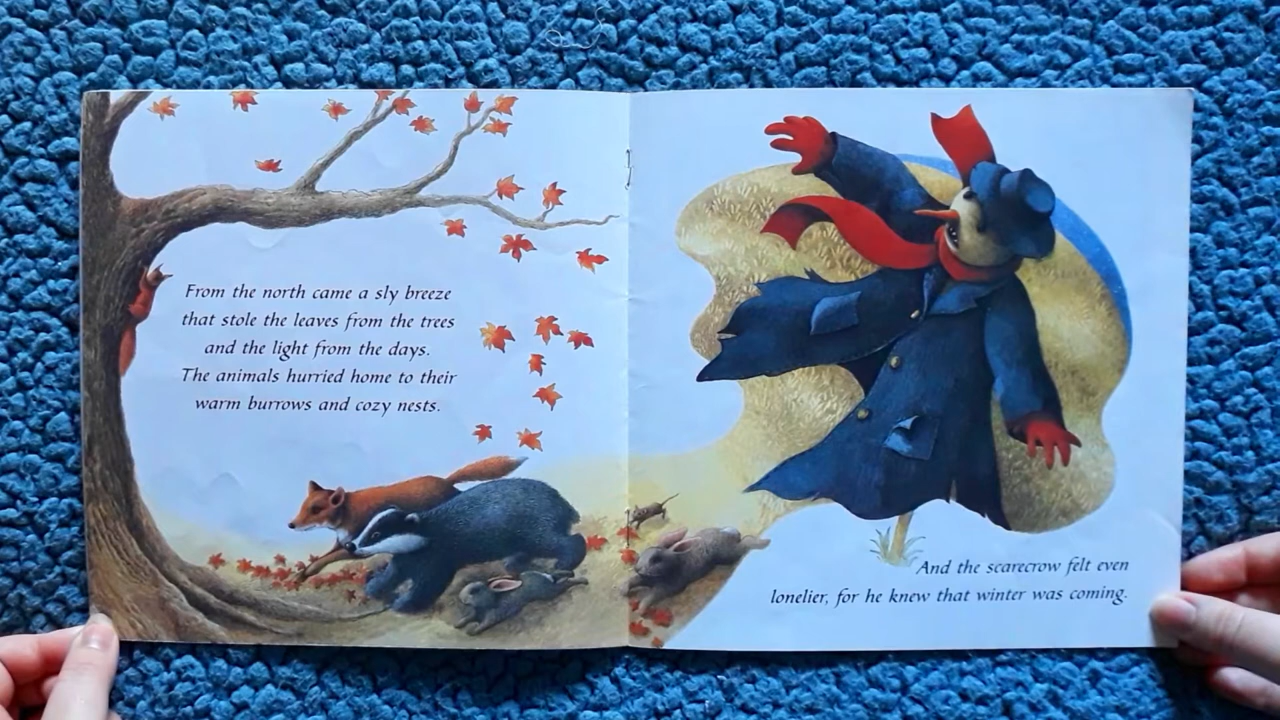 From the north came a sly breeze
that stole the leaves from the trees
and the light from the days.
The animals hurried home to their
warm burrows and cozy nests.
And the scarecrow felt even
lonelier, for he knew that winter was coming.